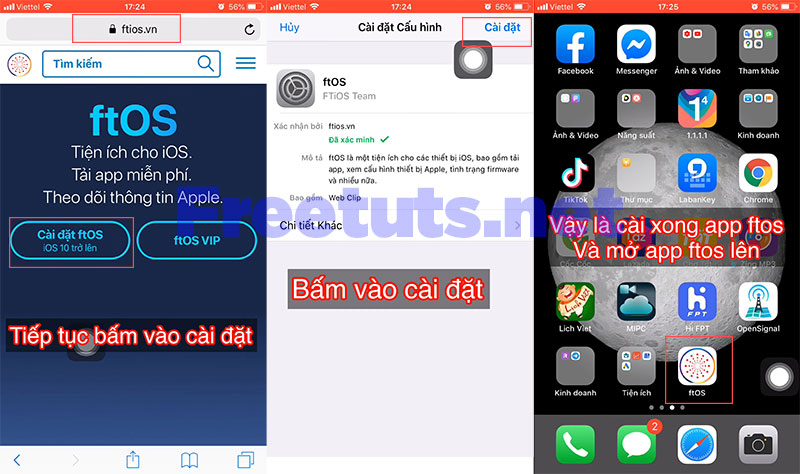 Viettel 17:24 56%
ftios.vn
Tìm kiếm
ftOS
Tiện ích cho iOS.
Tải app miễn phí.
Theo dõi thông tin Apple.
Cài đặt ftOS
iOS 10 trở lên
ftOS VIP
Tiếp tục bấm vào cài đặt
Viettel 17:24 56%
Hủy Cài đặt Cấu hình Cài đặt
ftOS
FTiOS Team
Xác nhận bởi ftios.vn
Đã xác minh
Mô tả ftOS là một tiện ích cho các thiết bị iOS, bao gồm tải
app, xem cấu hình thiết bị Apple, tình trạng firmware
và nhiều nữa.
Bao gồm Web Clip
Chi tiết Khác
Bấm vào cài đặt
Freetuts.net
Viettel 17:25 56%
Facebook Messenger Ảnh & Video Tham khảo
Ảnh & Video Năng suất 1.1.1.1 Kinh doanh
TikTok Thư mục LabanKey Chrome
Vậy là cài xong app ftos
Và mở app ftos lên
Cốc Cốc Lazada Zing MP3
Lich Viet MIPC Hi FPT OpenSignal
Kinh doanh Tiện ích ftOS
2